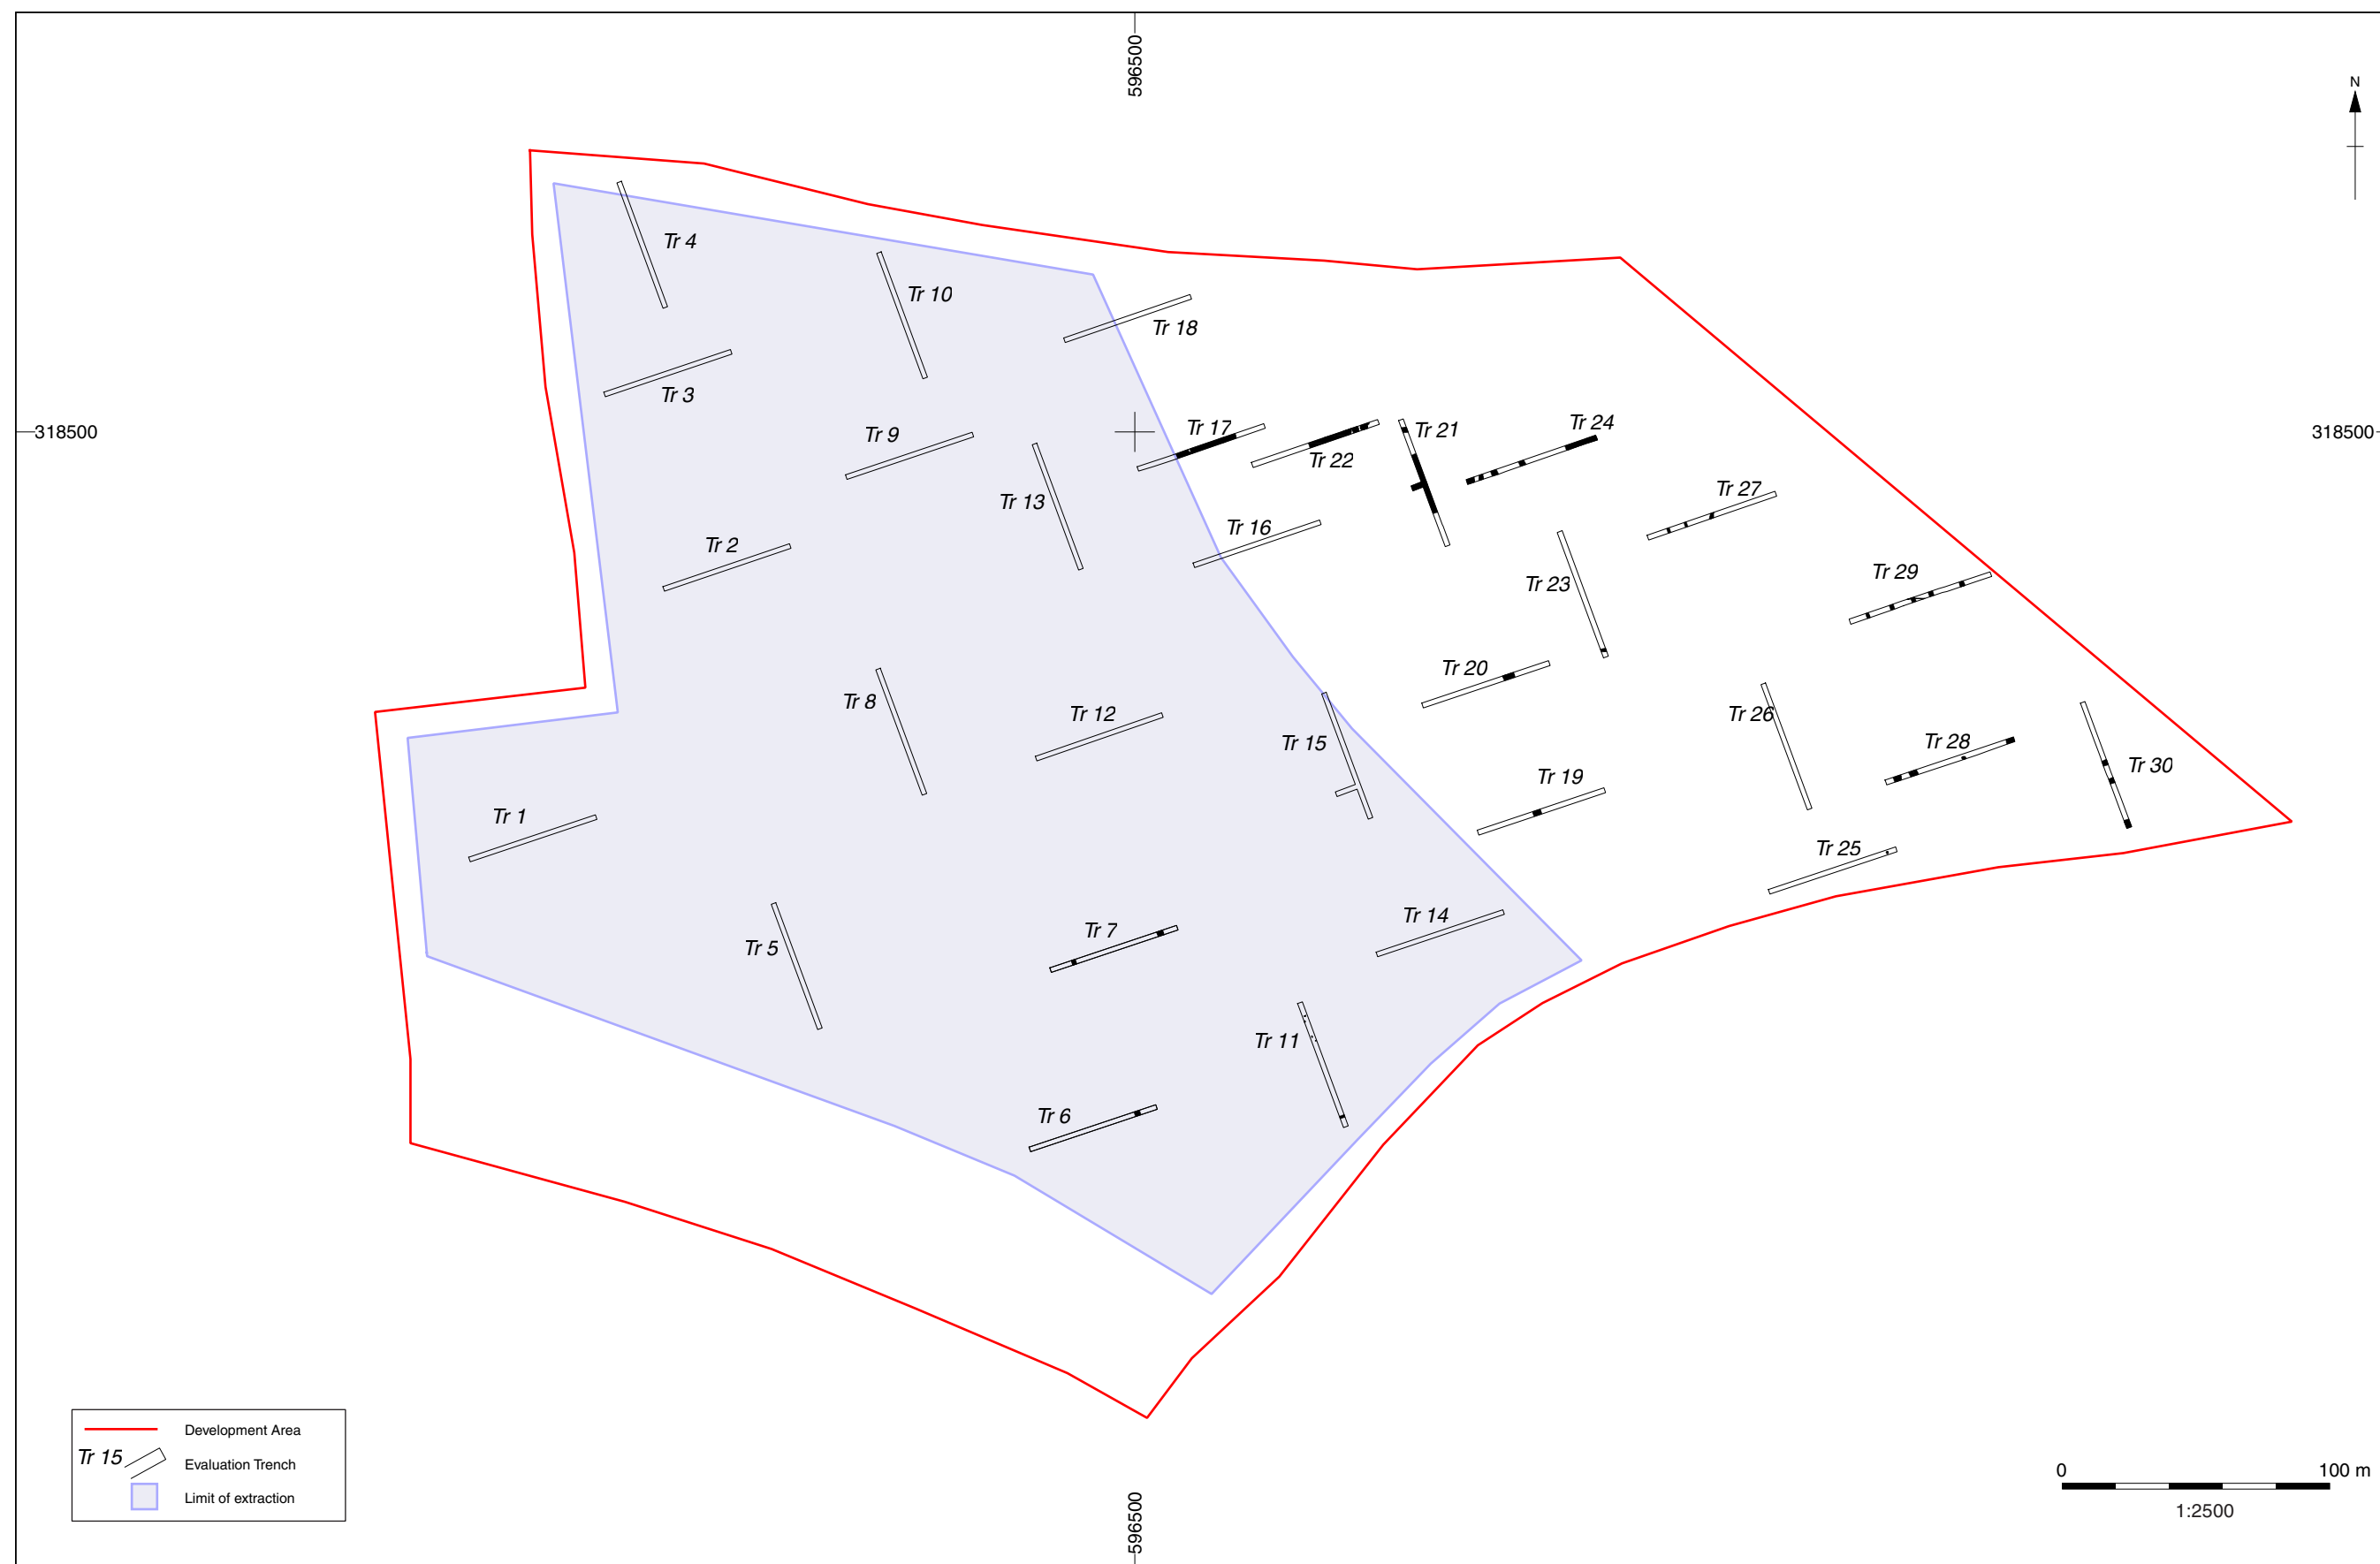 596500
N
Tr 4
Tr 10
Tr 18
Tr 3
Tr 24
Tr 17
Tr 21
318500
318500
Tr 9
Tr 22
Tr 27
Tr 13
Tr 16
Tr 2
Tr 29
Tr 23
Tr 20
Tr 8
Tr 12
Tr 26
Tr 15
Tr 28
Tr 30
Tr 19
Tr 1
Tr 25
Tr 14
Tr 7
Tr 5
Tr 11
Tr 6
Development Area
Tr 15
Evaluation Trench
Limit of extraction
0
100 m
1:2500
596500